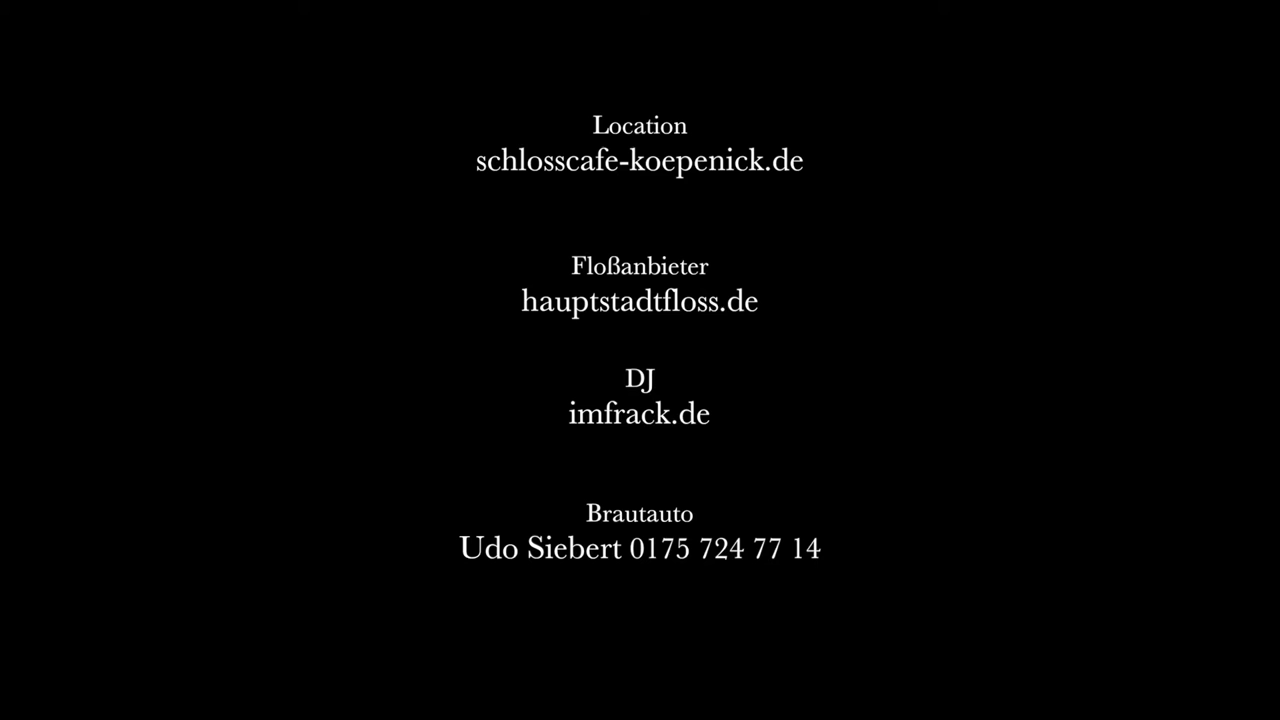 Location
schlosscafe-koepenick.de
Floßanbieter
hauptstadtfloss.de
DJ
imfrack.de
Brautauto
Udo Siebert 0175 724 77 14